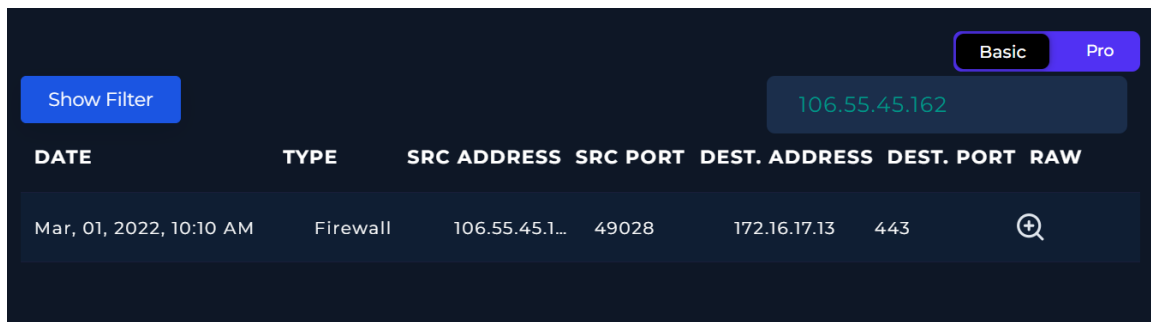 Basic Pro
Show Filter
106.55.45.162
DATE TYPE SRC ADDRESS SRC PORT DEST. ADDRESS DEST. PORT RAW
Mar, 01, 2022, 10:10 AM Firewall 106.55.45.1... 49028 172.16.17.13 443